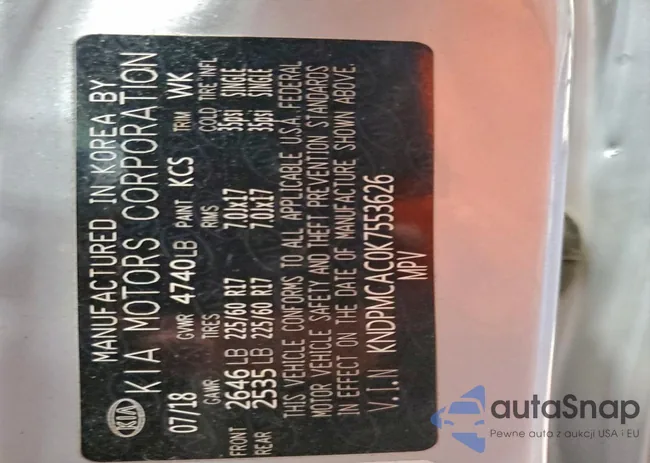 MANUFACTURED IN KOREA BY
KIA KIA MOTORS CORPORATION
07/18 GVWR 4740LB PAINT KCS TRIM WK
GAWR TIRES RIMS COLD TIRE INFL
FRONT 2646 LB 225/60 R17 7.0Jx17 35psi SINGLE
REAR 2535 LB 225/60 R17 7.0Jx17 35psi SINGLE
THIS VEHICLE CONFORMS TO ALL APPLICABLE U.S.A. FEDERAL
MOTOR VEHICLE SAFETY AND THEFT PREVENTION STANDARDS
IN EFFECT ON THE DATE OF MANUFACTURE SHOWN ABOVE.
V.I.N KNDPMCAC0K7553626
MPV
autaSnap
Pewne auta z aukcji USA i EU